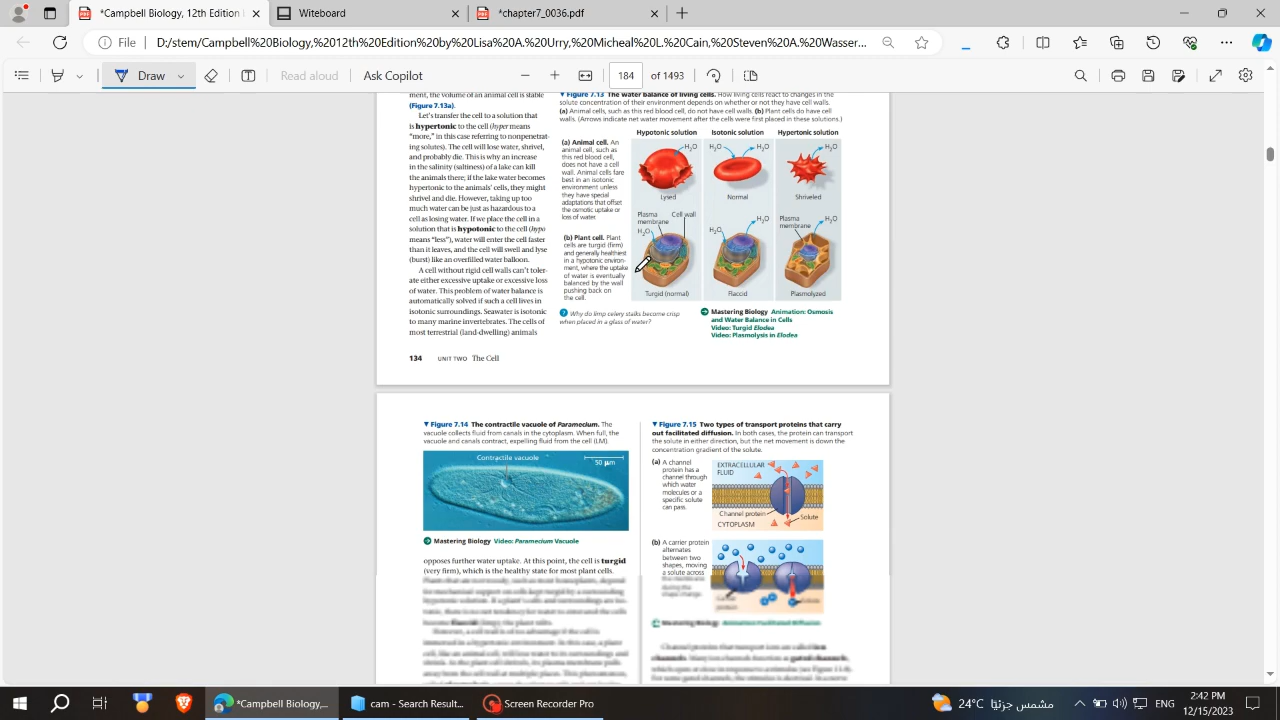 *Campbell Biology, 12th Edition
Witeboard
*chapter7_003pdf
File
D:/stem/Campbell%20Biology,%2012th%20Edition%20by%20Lisa%20Urry,%20Michael%20Cain,%20Steven%20Wasser...
Draw
Read aloud
Ask Copilot
184 of 1493
ment, the volume of an animal cell is stable
(Figure 7.13a).
Let's transfer the cell to a solution that
is hypertonic to the cell (hyper means
"more," in this case referring to nonpenetrat-
ing solutes). The cell will lose water, shrivel,
and probably die. This is why an increase
in the salinity (saltiness) of a lake can kill
the animals there; if the lake water becomes
hypertonic to the animals' cells, they might
shrivel and die. However, taking up too
much water can be just as hazardous to a
cell as losing water. If we place the cell in a
solution that is hypotonic to the cell (hypo
means "less"), water will enter the cell faster
than it leaves, and the cell will swell and lyse
(burst) like an overfilled water balloon.
A cell without rigid cell walls can't toler-
ate either excessive uptake or excessive loss
of water. This problem of water balance is
automatically solved if such a cell lives in
isotonic surroundings. Seawater is isotonic
to many marine invertebrates. The cells of
most terrestrial (land-dwelling) animals
▼ Figure 7.13 The water balance of living cells. How living cells react to changes in the
solute concentration of their environment depends on whether or not they have cell walls.
(a) Animal cells, such as this red blood cell, do not have cell walls. (b) Plant cells do have cell
walls. (Arrows indicate net water movement after the cells were first placed in these solutions.)
Hypotonic solution
Isotonic solution
Hypertonic solution
(a) Animal cell. An
animal cell, such as
this red blood cell,
does not have a cell
wall. Animal cells fare
best in an isotonic
environment unless
they have special
adaptations that offset
the osmotic uptake or
loss of water.
H₂O
H₂O
H₂O
H₂O
Lysed
Normal
Shriveled
(b) Plant cell. Plant
cells are turgid (firm)
and generally healthiest
in a hypotonic environ-
ment, where the uptake
of water is eventually
balanced by the wall
pushing back on
the cell.
Plasma
membrane
Cell wall
H₂O
H₂O
H₂O
Plasma
membrane
H₂O
Turgid (normal)
Flaccid
Plasmolyzed
? Why do limp celery stalks become crisp
when placed in a glass of water?
Mastering Biology Animation: Osmosis
and Water Balance in Cells
Video: Turgid Elodea
Video: Plasmolysis in Elodea
134 UNIT TWO The Cell
▼ Figure 7.14 The contractile vacuole of Paramecium. The
vacuole collects fluid from canals in the cytoplasm. When full, the
vacuole and canals contract, expelling fluid from the cell (LM).
Contractile vacuole
50 µm
Mastering Biology Video: Paramecium Vacuole
opposes further water uptake. At this point, the cell is turgid
(very firm), which is the healthy state for most plant cells.
▼ Figure 7.15 Two types of transport proteins that carry
out facilitated diffusion. In both cases, the protein can transport
the solute in either direction, but the net movement is down the
concentration gradient of the solute.
(a) A channel
protein has a
channel through
which water
molecules or a
specific solute
can pass.
EXTRACELLULAR
FLUID
Channel protein
Solute
CYTOPLASM
(b) A carrier protein
alternates
between two
shapes, moving
a solute across
*Campbell Biology,...
cam - Search Result...
Screen Recorder Pro
24°C مشمس جزئيًا
ENG
2:42 PM
12/15/2023